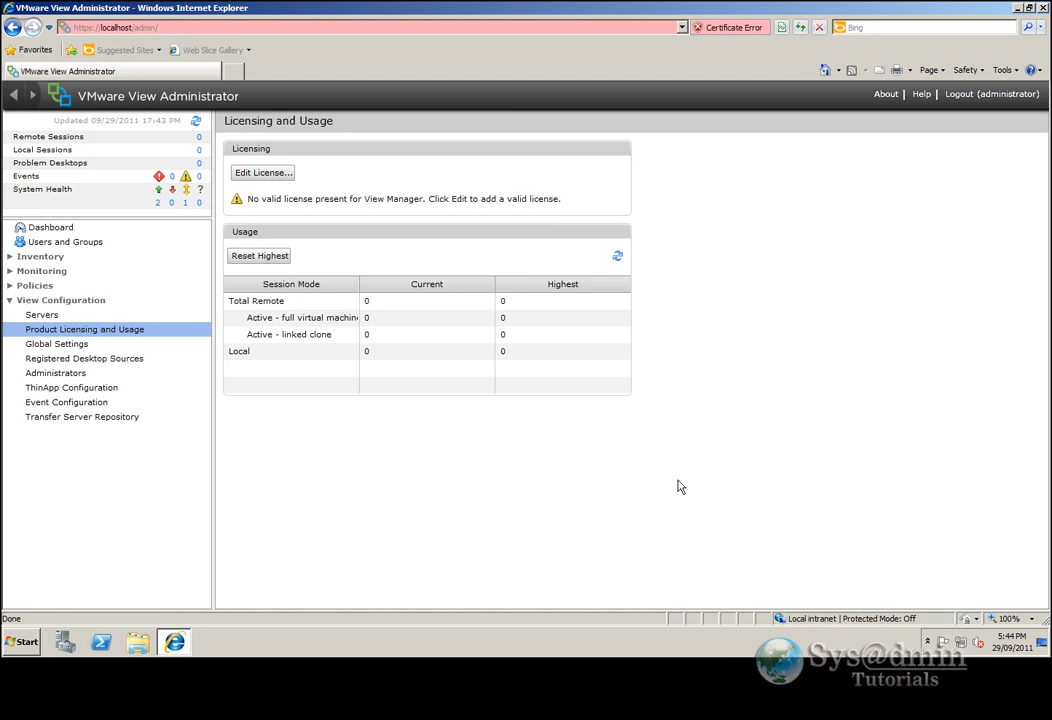 VMware View Administrator - Windows Internet Explorer
https://localhost/admin/
Certificate Error
Bing
Favorites
Suggested Sites
Web Slice Gallery
VMware View Administrator
Page
Safety
Tools
VMware View Administrator
About
Help
Logout (administrator)
Updated 09/29/2011 17:43 PM
Remote Sessions 0
Local Sessions 0
Problem Desktops 0
Events 0 0
System Health ?
2 0 1 0
Dashboard
Users and Groups
Inventory
Monitoring
Policies
View Configuration
Servers
Product Licensing and Usage
Global Settings
Registered Desktop Sources
Administrators
ThinApp Configuration
Event Configuration
Transfer Server Repository
Licensing and Usage
Licensing
Edit License...
No valid license present for View Manager. Click Edit to add a valid license.
Usage
Reset Highest
Session Mode Current Highest
Total Remote 0 0
Active - full virtual machine 0 0
Active - linked clone 0 0
Local 0 0
Done
Local intranet | Protected Mode: Off
100%
Start
5:44 PM
29/09/2011
Sys@dmin
Tutorials